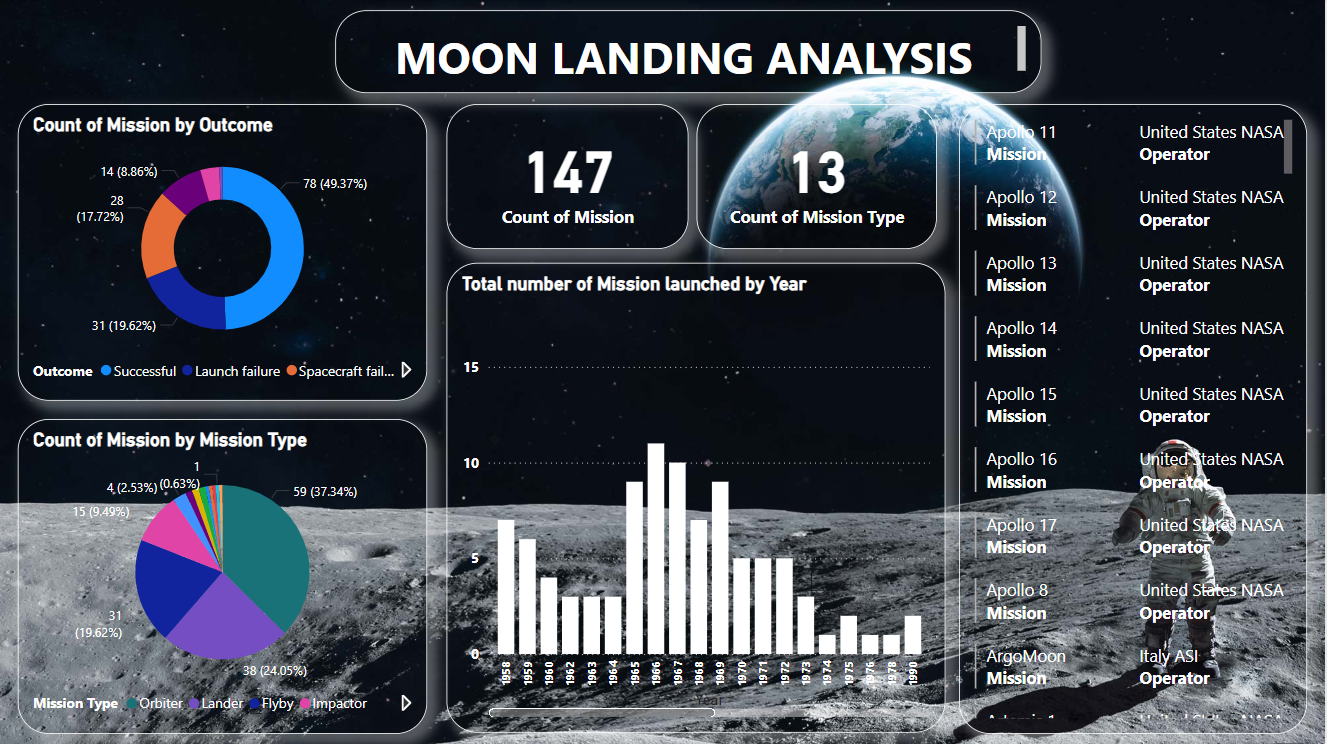 MOON LANDING ANALYSIS
Count of Mission by Outcome
14 (8.86%)
78 (49.37%)
28
(17.72%)
31 (19.62%)
Outcome Successful Launch failure Spacecraft fail...
Count of Mission by Mission Type
1
(0.63%)
4 (2.53%)
59 (37.34%)
15 (9.49%)
31
(19.62%)
38 (24.05%)
Mission Type Orbiter Lander Flyby Impactor
147
Count of Mission
13
Count of Mission Type
Total number of Mission launched by Year
15
10
5
0
1958 1959 1960 1962 1963 1964 1965 1966 1967 1968 1969 1970 1971 1972 1973 1974 1975 1976 1978 1990
Apollo 11 United States NASA
Mission Operator
Apollo 12 United States NASA
Mission Operator
Apollo 13 United States NASA
Mission Operator
Apollo 14 United States NASA
Mission Operator
Apollo 15 United States NASA
Mission Operator
Apollo 16 United States NASA
Mission Operator
Apollo 17 United States NASA
Mission Operator
Apollo 8 United States NASA
Mission Operator
ArgoMoon Italy ASI
Mission Operator